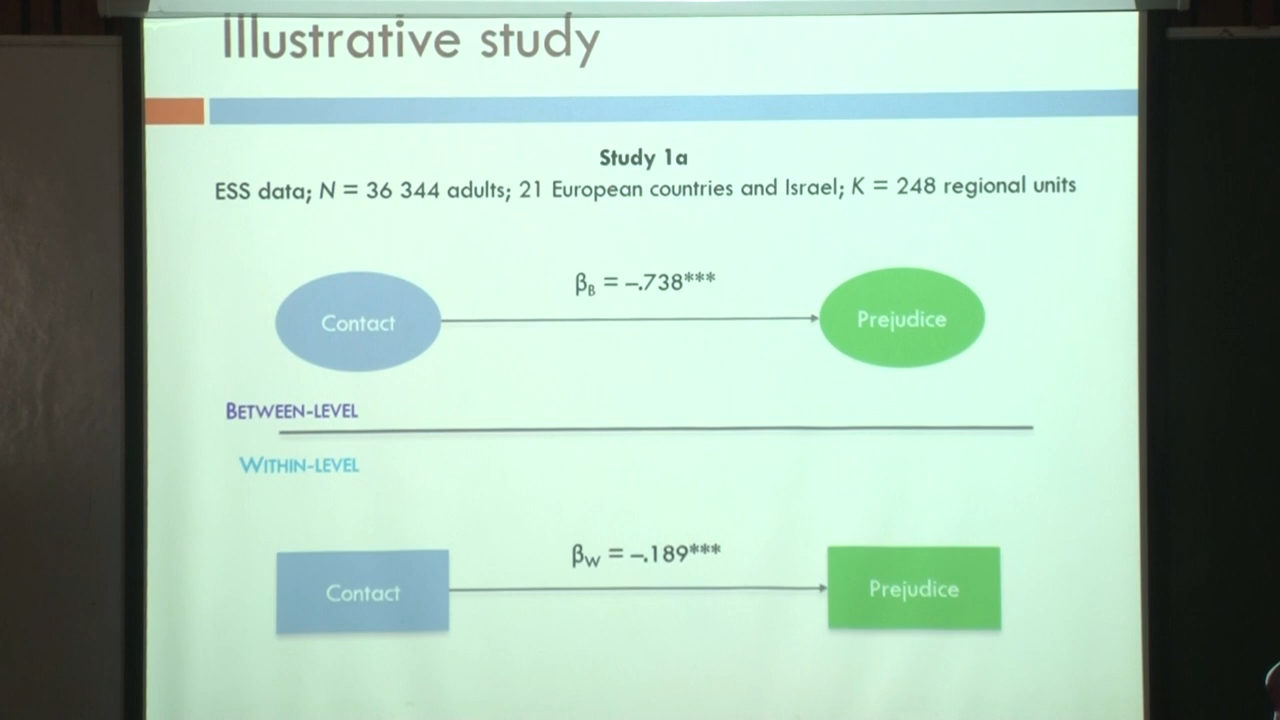 Illustrative study
Study 1a
ESS data; N = 36 344 adults; 21 European countries and Israel; K = 248 regional units
βB = –.738***
Contact
Prejudice
BETWEEN-LEVEL
WITHIN-LEVEL
βW = –.189***
Contact
Prejudice